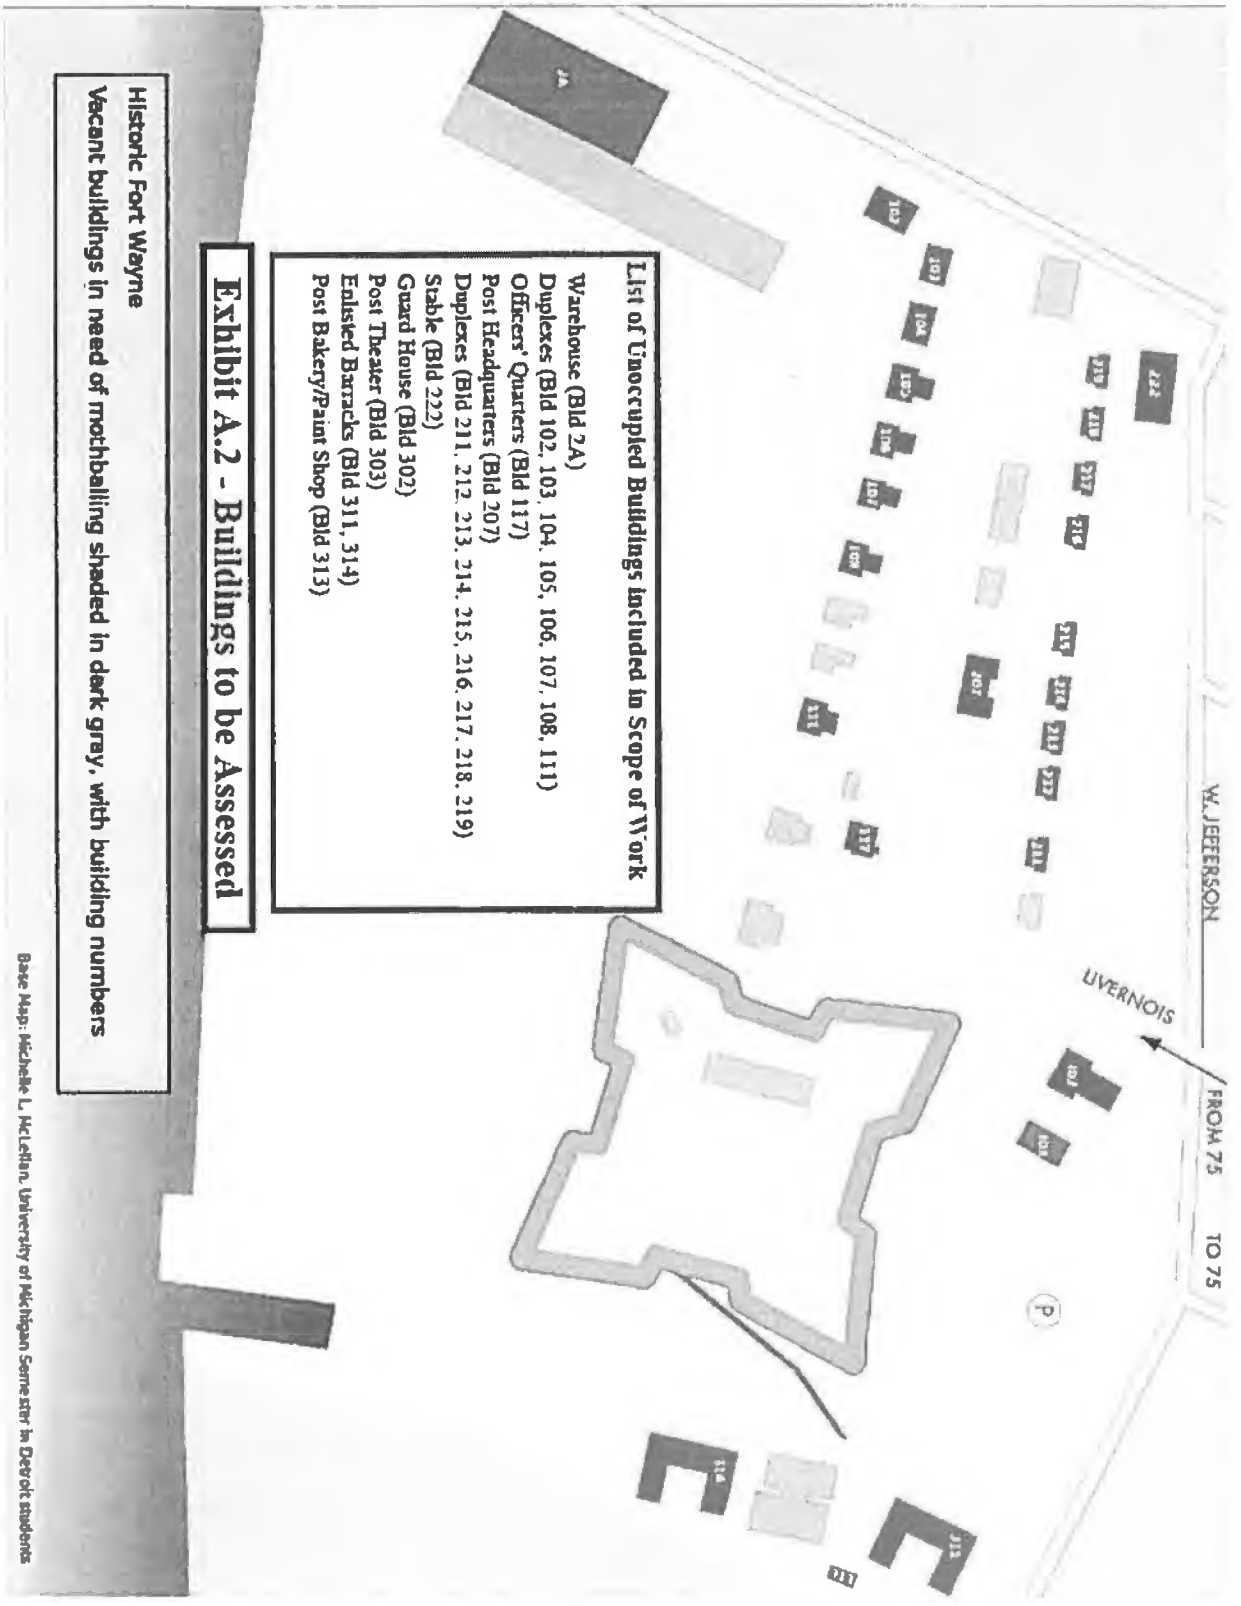 W. JEFFERSON
LIVERNOIS
FROM 75
TO 75
P
222
219
218
217
216
215
214
213
212
211
2A
102
103
104
105
106
107
108
111
117
207
303
302
314
311
List of Unoccupied Buildings included in Scope of Work
Warehouse (Bld 2A)
Duplexes (Bld 102, 103, 104, 105, 106, 107, 108, 111)
Officers' Quarters (Bld 117)
Post Headquarters (Bld 207)
Duplexes (Bld 211, 212, 213, 214, 215, 216, 217, 218, 219)
Stable (Bld 222)
Guard House (Bld 302)
Post Theater (Bld 303)
Enlisted Barracks (Bld 311, 314)
Post Bakery/Paint Shop (Bld 313)
Exhibit A.2 - Buildings to be Assessed
Historic Fort Wayne
Vacant buildings in need of mothballing shaded in dark gray, with building numbers
Base Map: Michelle L. McLellan, University of Michigan Semester in Detroit students